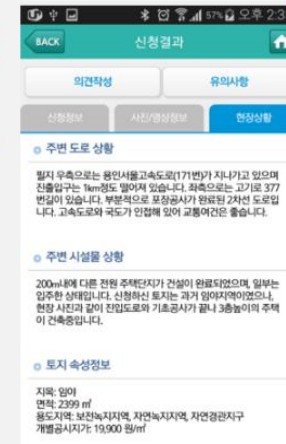 57% 오후 2:3
BACK 신청결과
의견작성 유의사항
신청정보 사진/영상정보 현장상황
주변 도로 상황
필지 우측으로는 용인서울고속도로(171번)가 지나가고 있으며
진출입구는 1km정도 떨어져 있습니다. 좌측으로는 고기로 377
번길이 있습니다. 부분적으로 포장공사가 완료된 2차선 도로입
니다. 고속도로와 국도가 인접해 있어 교통여건은 좋습니다.
주변 시설물 상황
200m내에 다른 전원 주택단지가 건설이 완료되었으며, 일부는
입주한 상태입니다. 신청하신 토지는 과거 임야지역이었으나,
현장 사진과 같이 진입도로와 기초공사가 끝나 3층높이의 주택
이 건축중입니다.
토지 속성정보
지목: 임야
면적: 2399 ㎡
용도지역: 보전녹지지역, 자연녹지지역, 자연경관지구
개별공시지가: 19,900 원/㎡